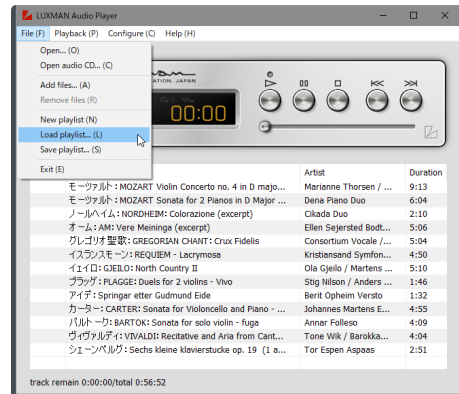 LUXMAN Audio Player
File (F) Playback (P) Configure (C) Help (H)
Open... (O)
Open audio CD... (C)
Add files... (A)
Remove files (R)
New playlist (N)
Load playlist... (L)
Save playlist... (S)
Exit (E)
ATION, JAPAN
00:00
Artist Duration
モーツァルト: MOZART Violin Concerto no. 4 in D majo... Marianne Thorsen / ... 9:13
モーツァルト: MOZART Sonata for 2 Pianos in D Major ... Dena Piano Duo 6:04
ノールヘイム: NORDHEIM: Colorazione (excerpt) Cikada Duo 2:10
オーム: AM: Vere Meininga (excerpt) Ellen Sejersted Bodt... 5:06
グレゴリオ聖歌: GREGORIAN CHANT: Crux Fidelis Consortium Vocale /... 5:04
イスランスモーン: REQUIEM - Lacrymosa Kristiansand Symfon... 4:50
イェイロ: GJEILO: North Country II Ola Gjeilo / Martens ... 5:10
プラッゲ: PLAGGE: Duels for 2 violins - Vivo Stig Nilsson / Anders ... 1:46
アイデ: Springar etter Gudmund Eide Berit Opheim Versto 1:32
カーター: CARTER: Sonata for Violoncello and Piano - ... Johannes Martens E... 4:55
バルトーク: BARTOK: Sonata for solo violin - fuga Annar Folleso 4:09
ヴィヴァルディ: VIVALDI: Recitative and Aria from Cant... Tone Wik / Barokka... 4:04
シェーンベルグ: Sechs kleine klavierstucke op. 19 (1 a... Tor Espen Aspaas 2:51
track remain 0:00:00/total 0:56:52